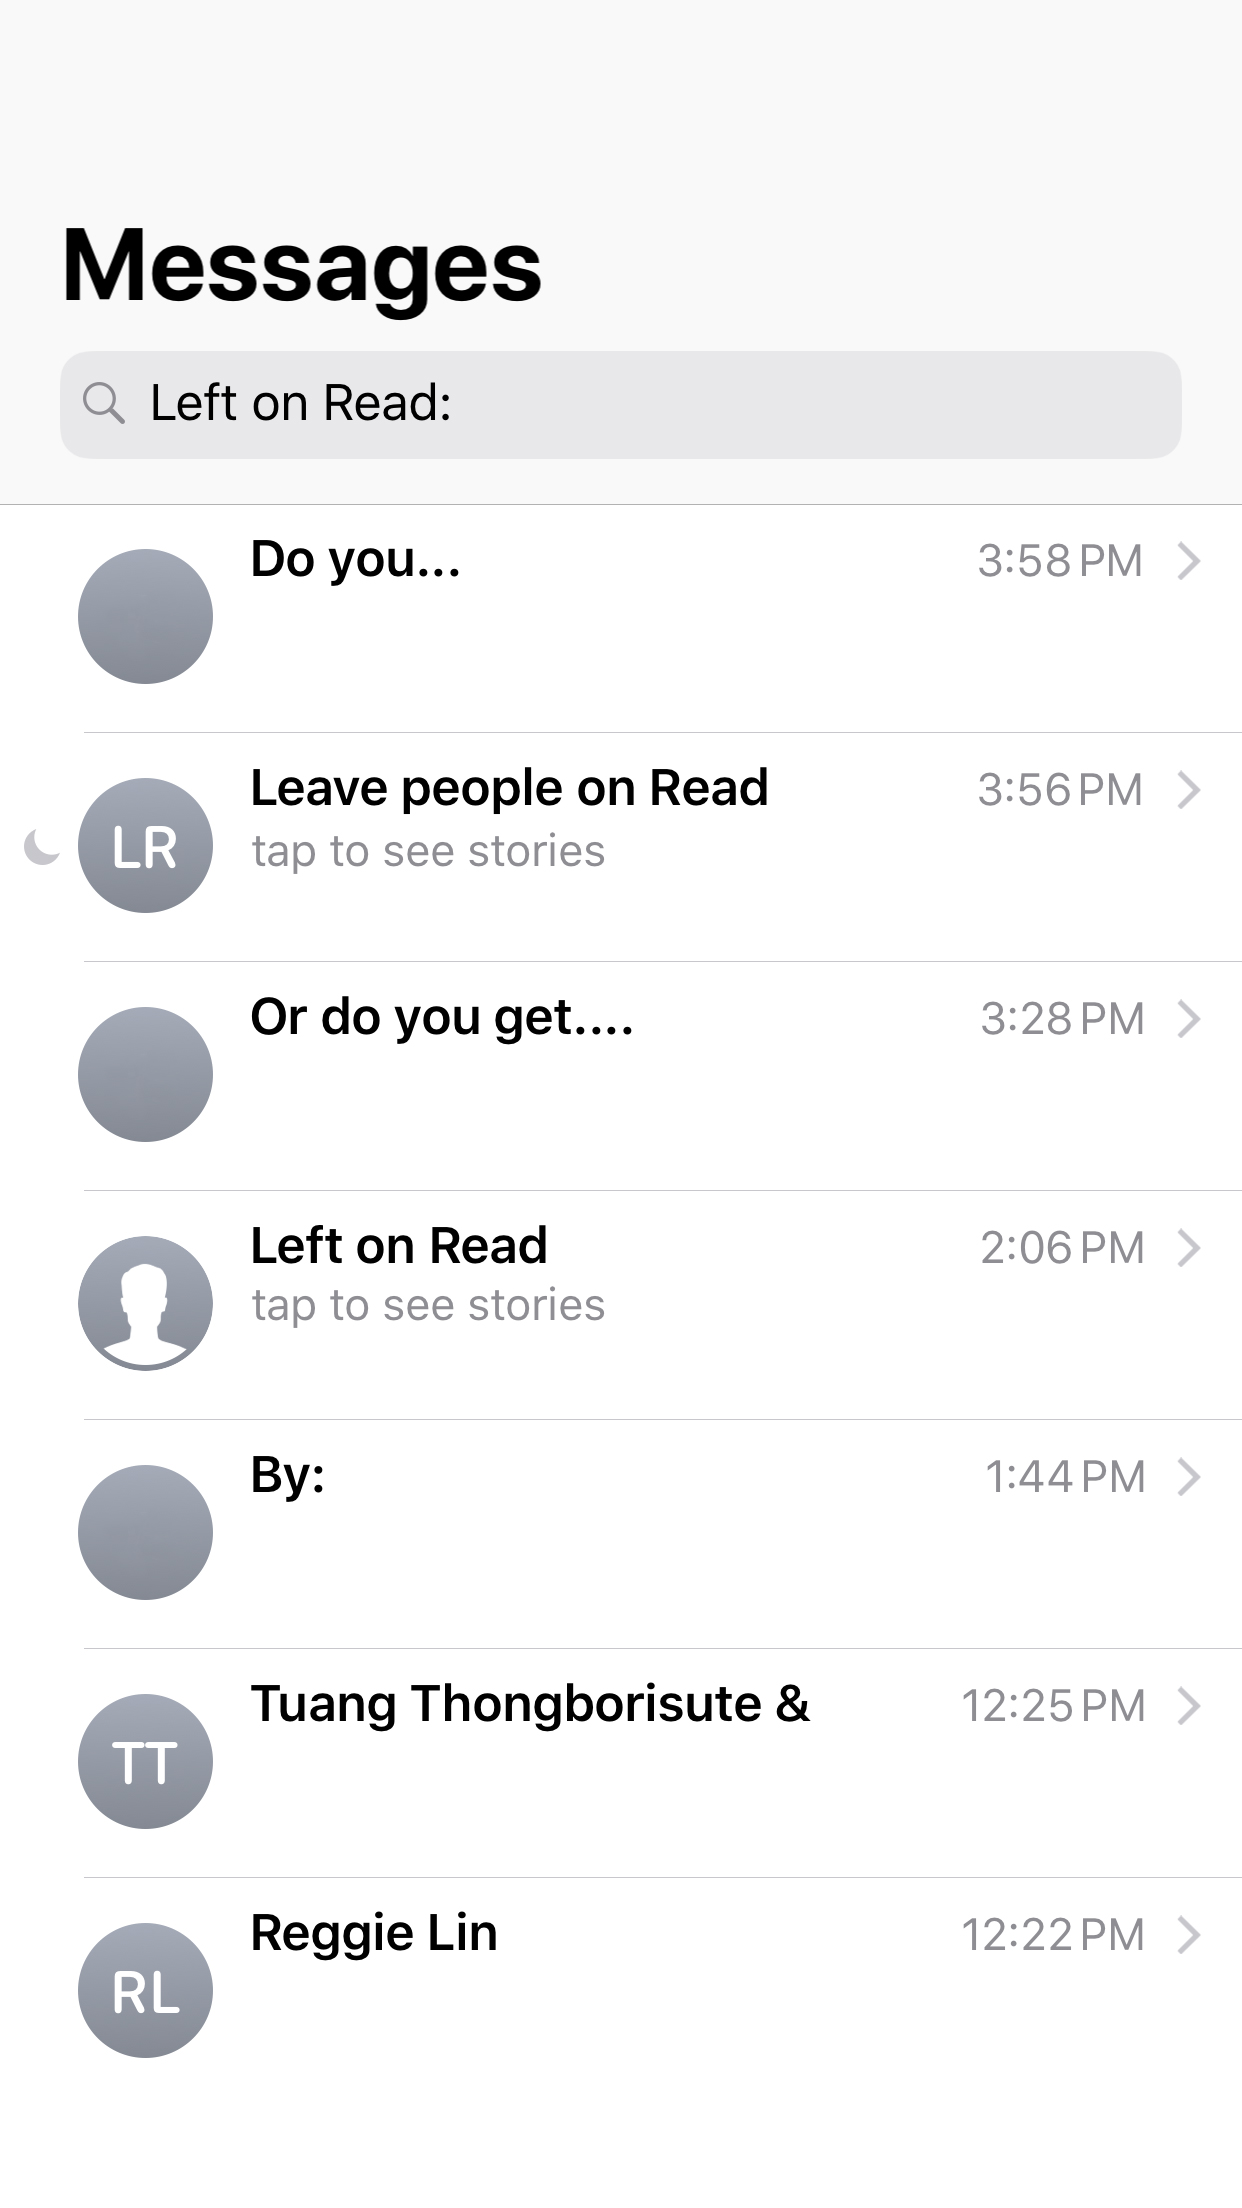 Messages
Left on Read:
Do you...
3:58 PM
LR
Leave people on Read
3:56 PM
tap to see stories
Or do you get....
3:28 PM
Left on Read
2:06 PM
tap to see stories
By:
1:44 PM
TT
Tuang Thongborisute &
12:25 PM
RL
Reggie Lin
12:22 PM